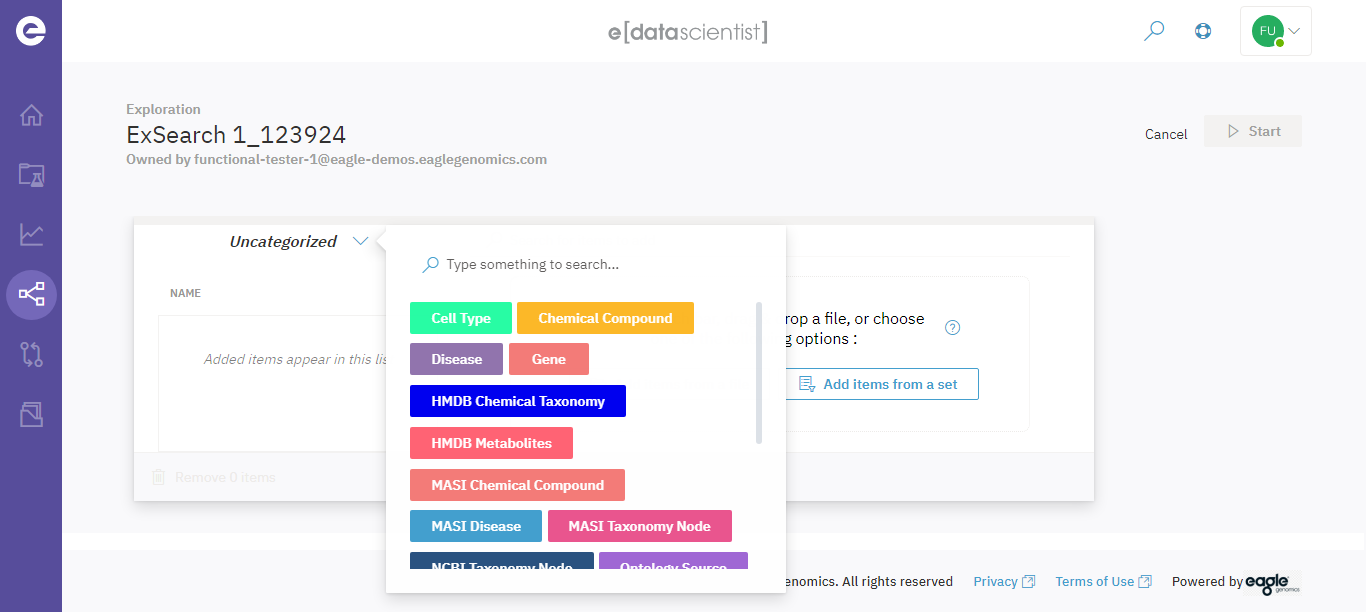 e[datascientist]
FU
Exploration
ExSearch 1_123924
Owned by functional-tester-1@eagle-demos.eaglegenomics.com
Cancel
Start
Uncategorized
Type something to search...
NAME
Cell Type
Chemical Compound
Disease
Gene
HMDB Chemical Taxonomy
HMDB Metabolites
MASI Chemical Compound
MASI Disease
MASI Taxonomy Node
NCBI Taxonomy Node
Ontology Source
Added items appear in this lis
rop a file, or choose
g options :
?
Add items from a set
Remove 0 items
enomics. All rights reserved
Privacy
Terms of Use
Powered by eagle genomics